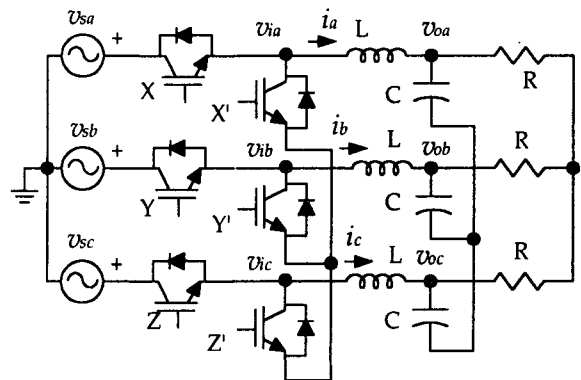 vsa + X via ia L voa R
X' C
vsb + Y vib ib L vob R
Y' C
vsc + Z vic ic L voc R
Z' C